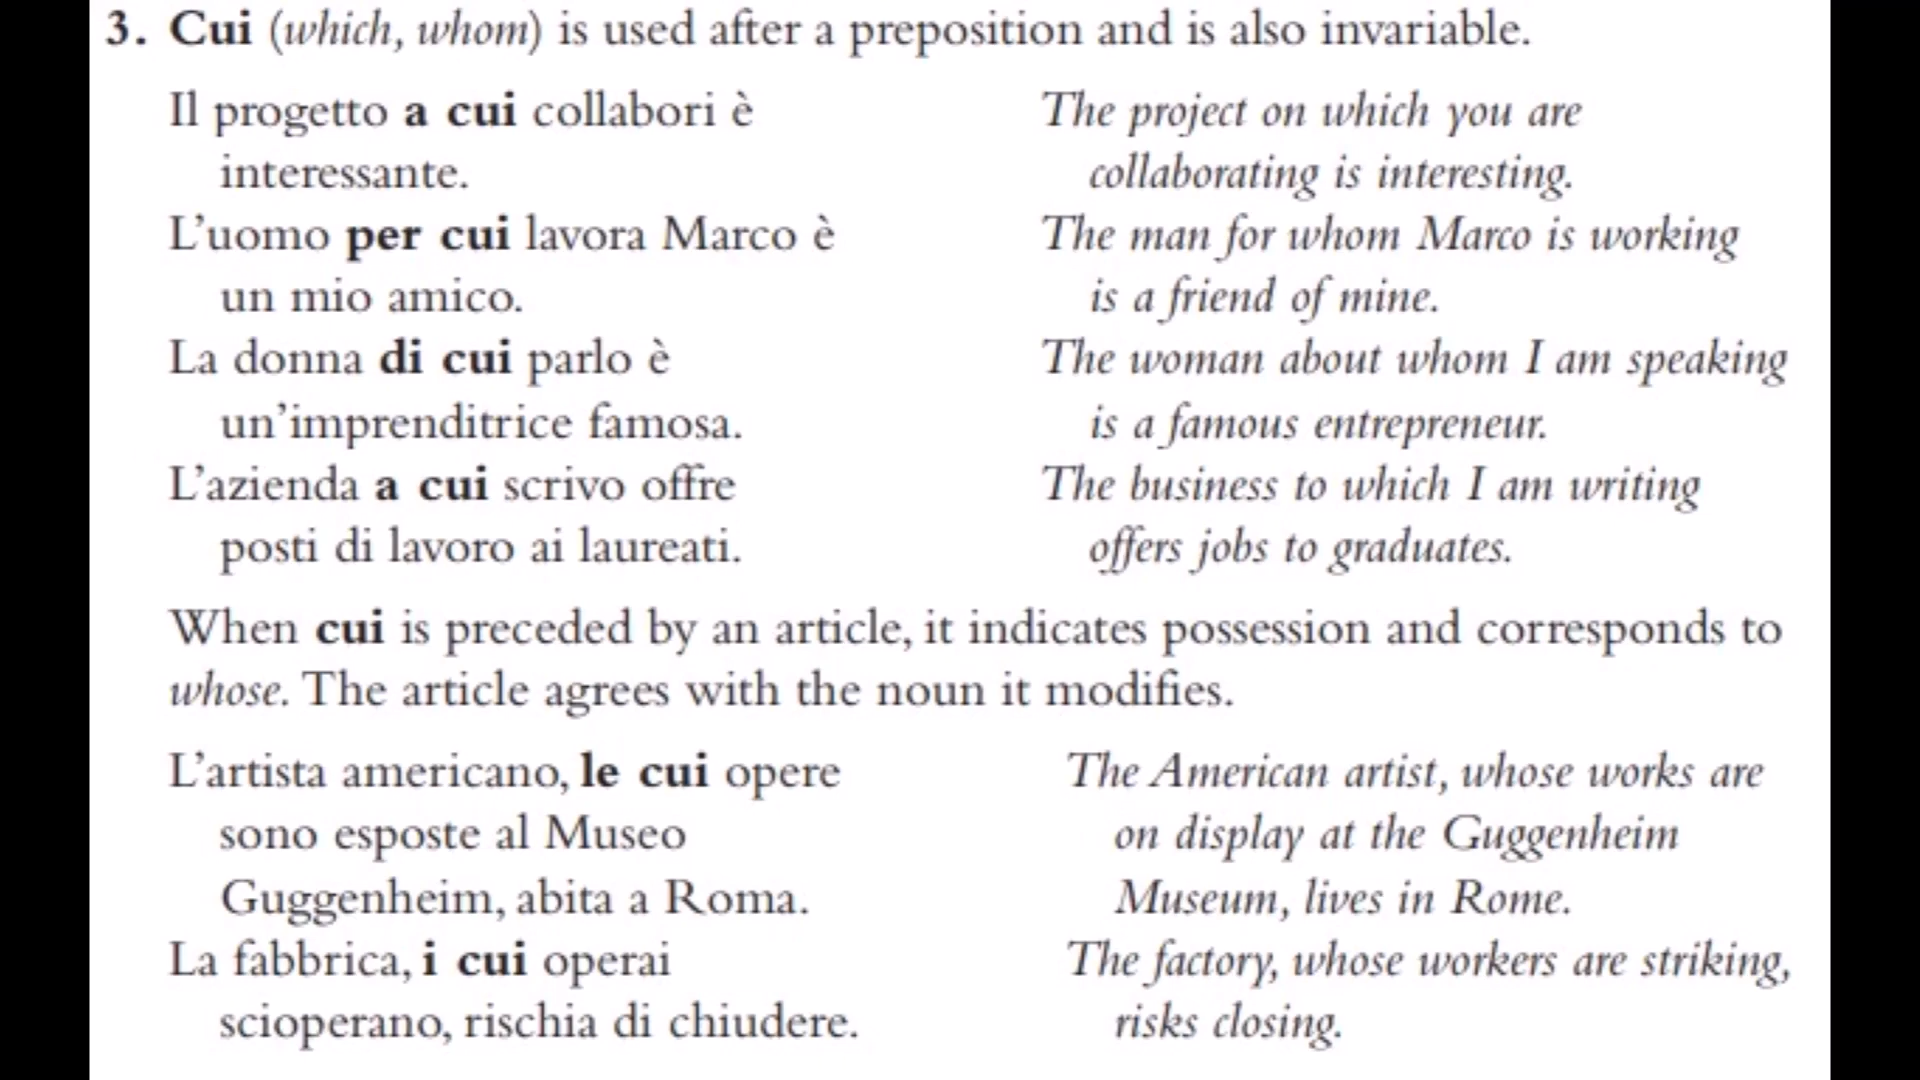 3. Cui (which, whom) is used after a preposition and is also invariable.
Il progetto a cui collabori è
interessante.
The project on which you are
collaborating is interesting.
L'uomo per cui lavora Marco è
un mio amico.
The man for whom Marco is working
is a friend of mine.
La donna di cui parlo è
un'imprenditrice famosa.
The woman about whom I am speaking
is a famous entrepreneur.
L'azienda a cui scrivo offre
posti di lavoro ai laureati.
The business to which I am writing
offers jobs to graduates.
When cui is preceded by an article, it indicates possession and corresponds to
whose. The article agrees with the noun it modifies.
L'artista americano, le cui opere
sono esposte al Museo
Guggenheim, abita a Roma.
The American artist, whose works are
on display at the Guggenheim
Museum, lives in Rome.
La fabbrica, i cui operai
scioperano, rischia di chiudere.
The factory, whose workers are striking,
risks closing.